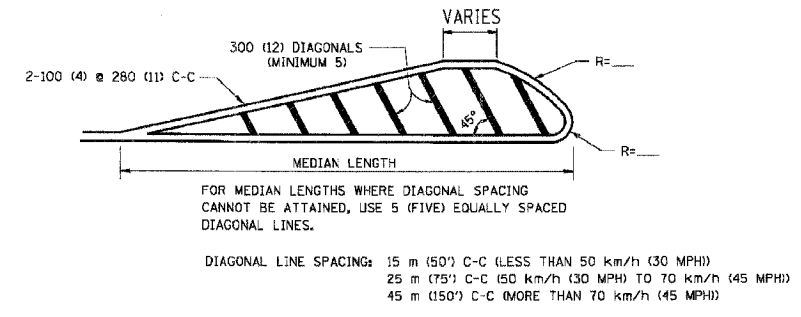 VARIES
300 (12) DIAGONALS
(MINIMUM 5)
R=___
2-100 (4) @ 280 (11) C-C
45°
R=___
MEDIAN LENGTH
FOR MEDIAN LENGTHS WHERE DIAGONAL SPACING
CANNOT BE ATTAINED, USE 5 (FIVE) EQUALLY SPACED
DIAGONAL LINES.
DIAGONAL LINE SPACING: 15 m (50') C-C (LESS THAN 50 km/h (30 MPH))
25 m (75') C-C (50 km/h (30 MPH) TO 70 km/h (45 MPH))
45 m (150') C-C (MORE THAN 70 km/h (45 MPH))